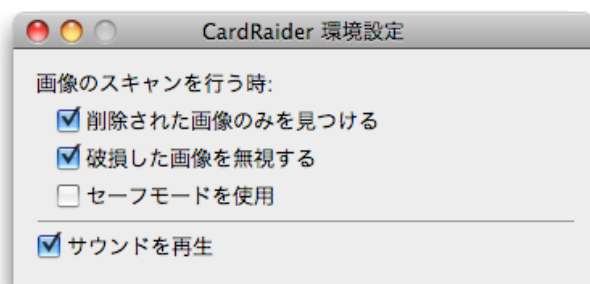 CardRaider 環境設定
画像のスキャンを行う時:
削除された画像のみを見つける
破損した画像を無視する
セーフモードを使用
サウンドを再生